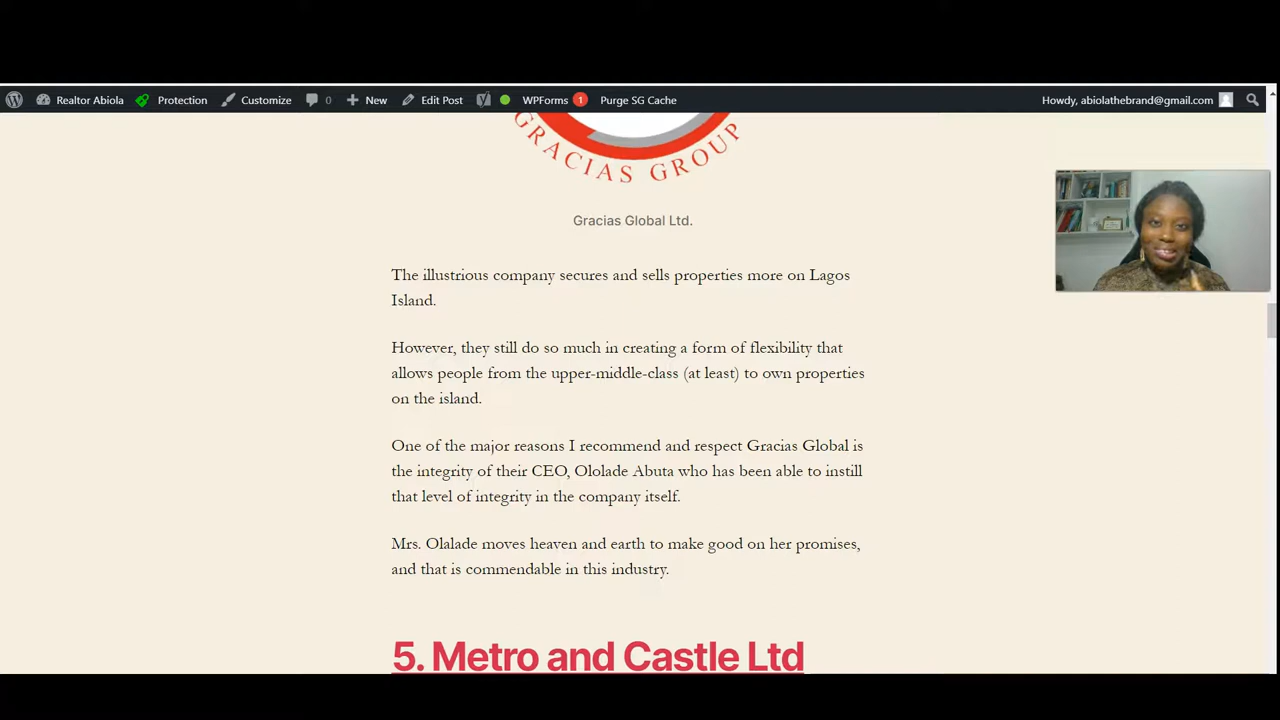 Realtor Abiola Protection Customize 0 New Edit Post WPForms 1 Purge SG Cache Howdy, abiolathebrand@gmail.com
GRACIAS GROUP
Gracias Global Ltd.
The illustrious company secures and sells properties more on Lagos
Island.
However, they still do so much in creating a form of flexibility that
allows people from the upper-middle-class (at least) to own properties
on the island.
One of the major reasons I recommend and respect Gracias Global is
the integrity of their CEO, Ololade Abuta who has been able to instill
that level of integrity in the company itself.
Mrs. Olalade moves heaven and earth to make good on her promises,
and that is commendable in this industry.
5. Metro and Castle Ltd